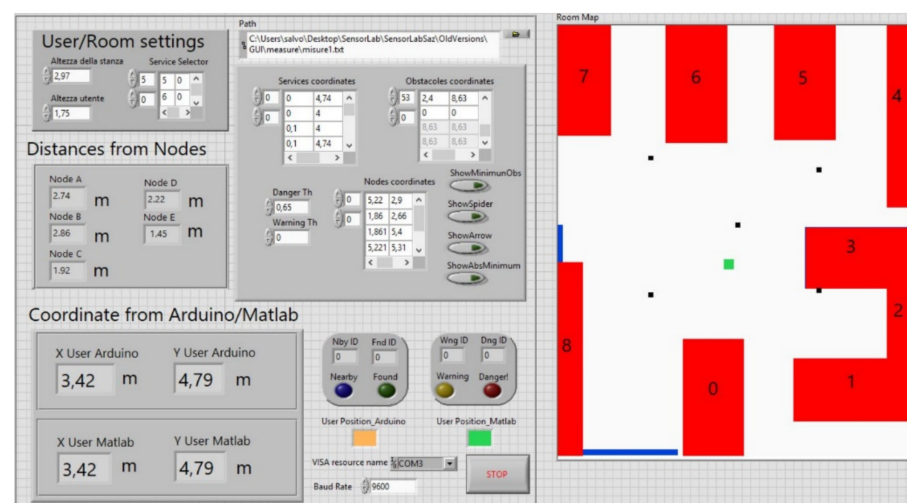 Path
C:\Users\salvo\Desktop\SensorLab\SensorLabSaz\OldVersions\
GUI\measure\misure1.txt
User/Room settings
Altezza della stanza
2,97
Service Selector
5 5 0
0 6 0
Altezza utente
1,75
Distances from Nodes
Node A
2.74 m
Node B
2.86 m
Node C
1.92 m
Node D
2.22 m
Node E
1.45 m
Services coordinates
0 0 4,74
0 0 4
0,1 4
0,1 4,74
Obstacoles coordinates
53 2,4 8,63
0 0 0
8,63 8,63
8,63 8,63
Danger Th
0,65
Warning Th
0
Nodes coordinates
0 5,22 2,9
0 1,86 2,66
1,861 5,4
5,221 5,31
ShowMinimunObs
ShowSpider
ShowArrow
ShowAbsMinimum
Coordinate from Arduino/Matlab
X User Arduino
3,42 m
Y User Arduino
4,79 m
X User Matlab
3,42 m
Y User Matlab
4,79 m
Nby ID Fnd ID
0 0
Nearby Found
Wng ID Dng ID
0 0
Warning Danger!
User Position_Arduino
User Position_Matlab
VISA resource name COM3
Baud Rate 9600
STOP
Room Map
7 6 5 4
3
2
8
0 1